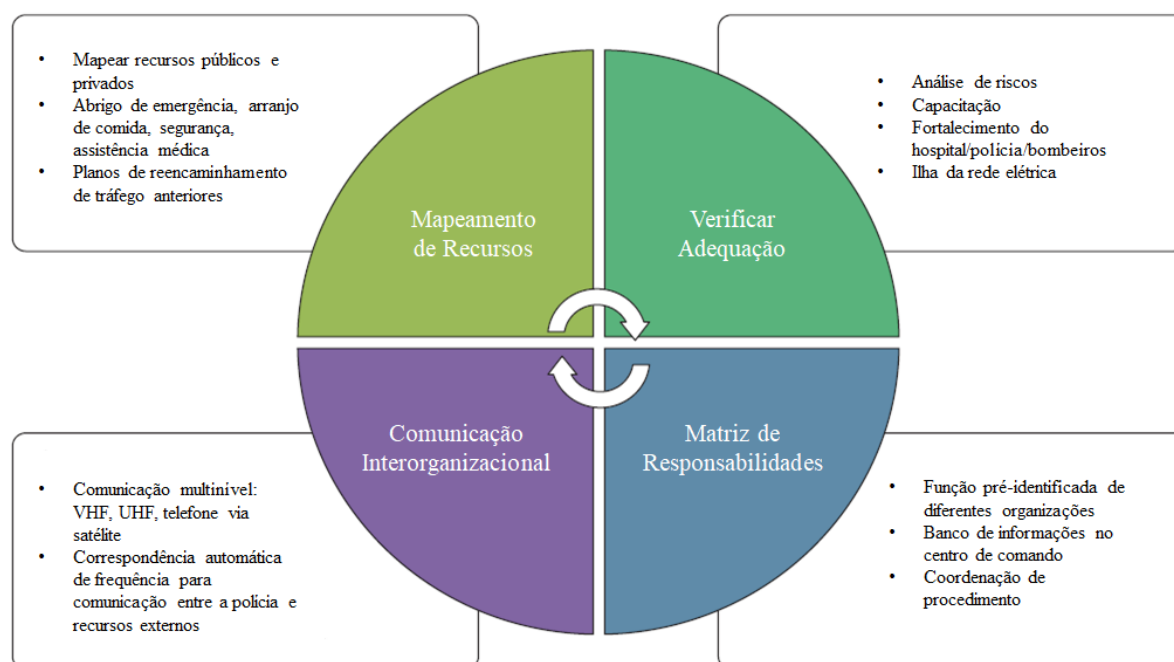 • Mapear recursos públicos e
privados
• Abrigo de emergência, arranjo
de comida, segurança,
assistência médica
• Planos de reencaminhamento
de tráfego anteriores
Mapeamento
de Recursos
Verificar
Adequação
• Análise de riscos
• Capacitação
• Fortalecimento do
hospital/polícia/bombeiros
• Ilha da rede elétrica
• Comunicação multinível:
VHF, UHF, telefone via
satélite
• Correspondência automática
de frequência para
comunicação entre a polícia e
recursos externos
Comunicação
Interorganizacional
Matriz de
Responsabilidades
• Função pré-identificada de
diferentes organizações
• Banco de informações no
centro de comando
• Coordenação de
procedimento